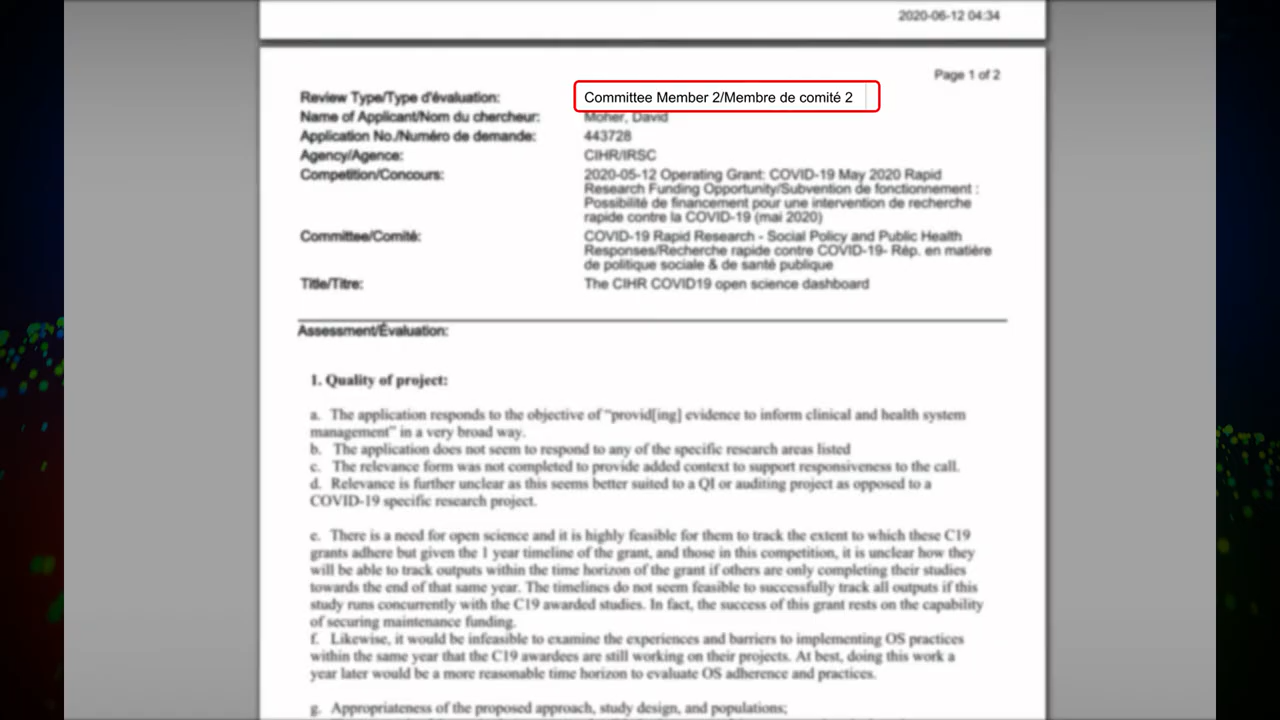 2020-06-12 04:34
Page 1 of 2
Review Type/Type d'évaluation: Committee Member 2/Membre de comité 2
Name of Applicant/Nom du chercheur: Moher, David
Application No./Numéro de demande: 443728
Agency/Agence: CIHR/IRSC
Competition/Concours: 2020-05-12 Operating Grant: COVID-19 May 2020 Rapid
Research Funding Opportunity/Subvention de fonctionnement :
Possibilité de financement pour une intervention de recherche
rapide contre la COVID-19 (mai 2020)
Committee/Comité: COVID-19 Rapid Research - Social Policy and Public Health
Responses/Recherche rapide contre COVID-19- Rép. en matière
de politique sociale & de santé publique
Title/Titre: The CIHR COVID19 open science dashboard
Assessment/Évaluation:
1. Quality of project:
a. The application responds to the objective of “provid[ing] evidence to inform clinical and health system
management” in a very broad way.
b. The application does not seem to respond to any of the specific research areas listed
c. The relevance form was not completed to provide added context to support responsiveness to the call.
d. Relevance is further unclear as this seems better suited to a QI or auditing project as opposed to a
COVID-19 specific research project.
e. There is a need for open science and it is highly feasible for them to track the extent to which these C19
grants adhere but given the 1 year timeline of the grant, and those in this competition, it is unclear how they
will be able to track outputs within the time horizon of the grant if others are only completing their studies
towards the end of that same year. The timelines do not seem feasible to successfully track all outputs if this
study runs concurrently with the C19 awarded studies. In fact, the success of this grant rests on the capability
of securing maintenance funding.
f. Likewise, it would be infeasible to examine the experiences and barriers to implementing OS practices
within the same year that the C19 awardees are still working on their projects. At best, doing this work a
year later would be a more reasonable time horizon to evaluate OS adherence and practices.
g. Appropriateness of the proposed approach, study design, and populations;